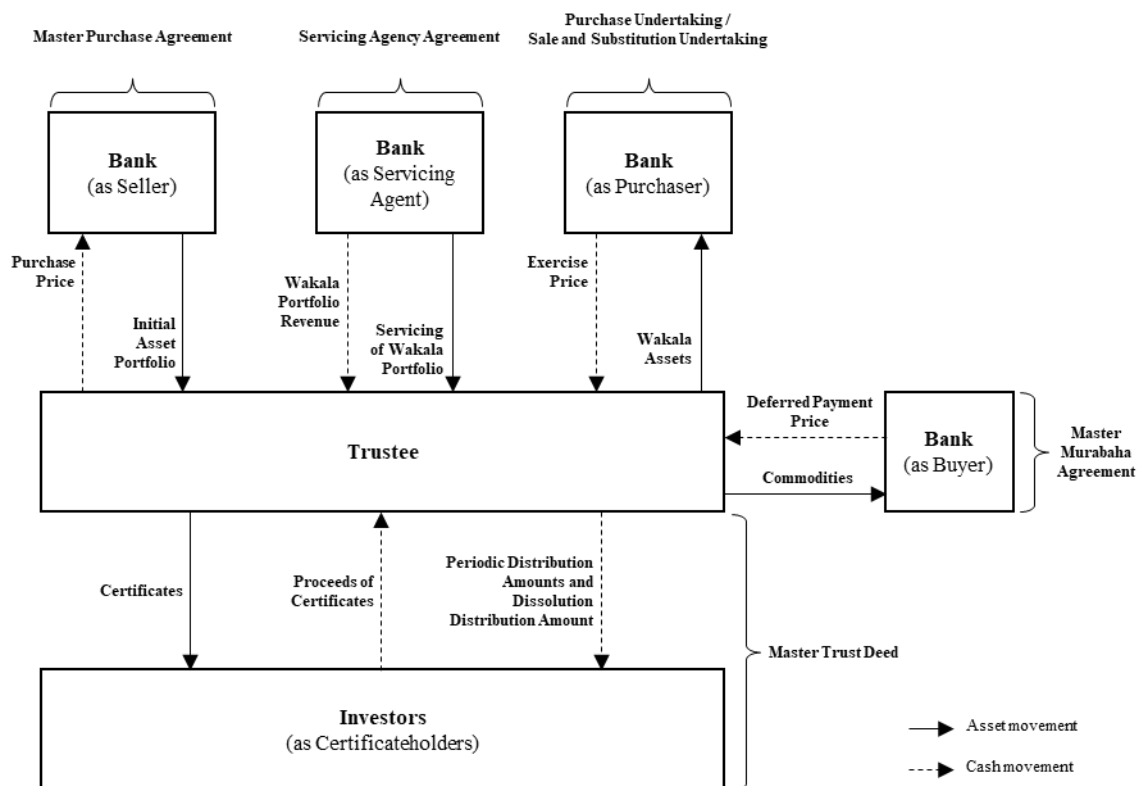 Master Purchase Agreement
Servicing Agency Agreement
Purchase Undertaking /
Sale and Substitution Undertaking
Bank
(as Seller)
Bank
(as Servicing
Agent)
Bank
(as Purchaser)
Purchase
Price
Initial
Asset
Portfolio
Wakala
Portfolio
Revenue
Servicing
of Wakala
Portfolio
Exercise
Price
Wakala
Assets
Trustee
Deferred Payment
Price
Commodities
Bank
(as Buyer)
Master
Murabaha
Agreement
Certificates
Proceeds of
Certificates
Periodic Distribution
Amounts and
Dissolution
Distribution Amount
Master Trust Deed
Investors
(as Certificateholders)
Asset movement
Cash movement